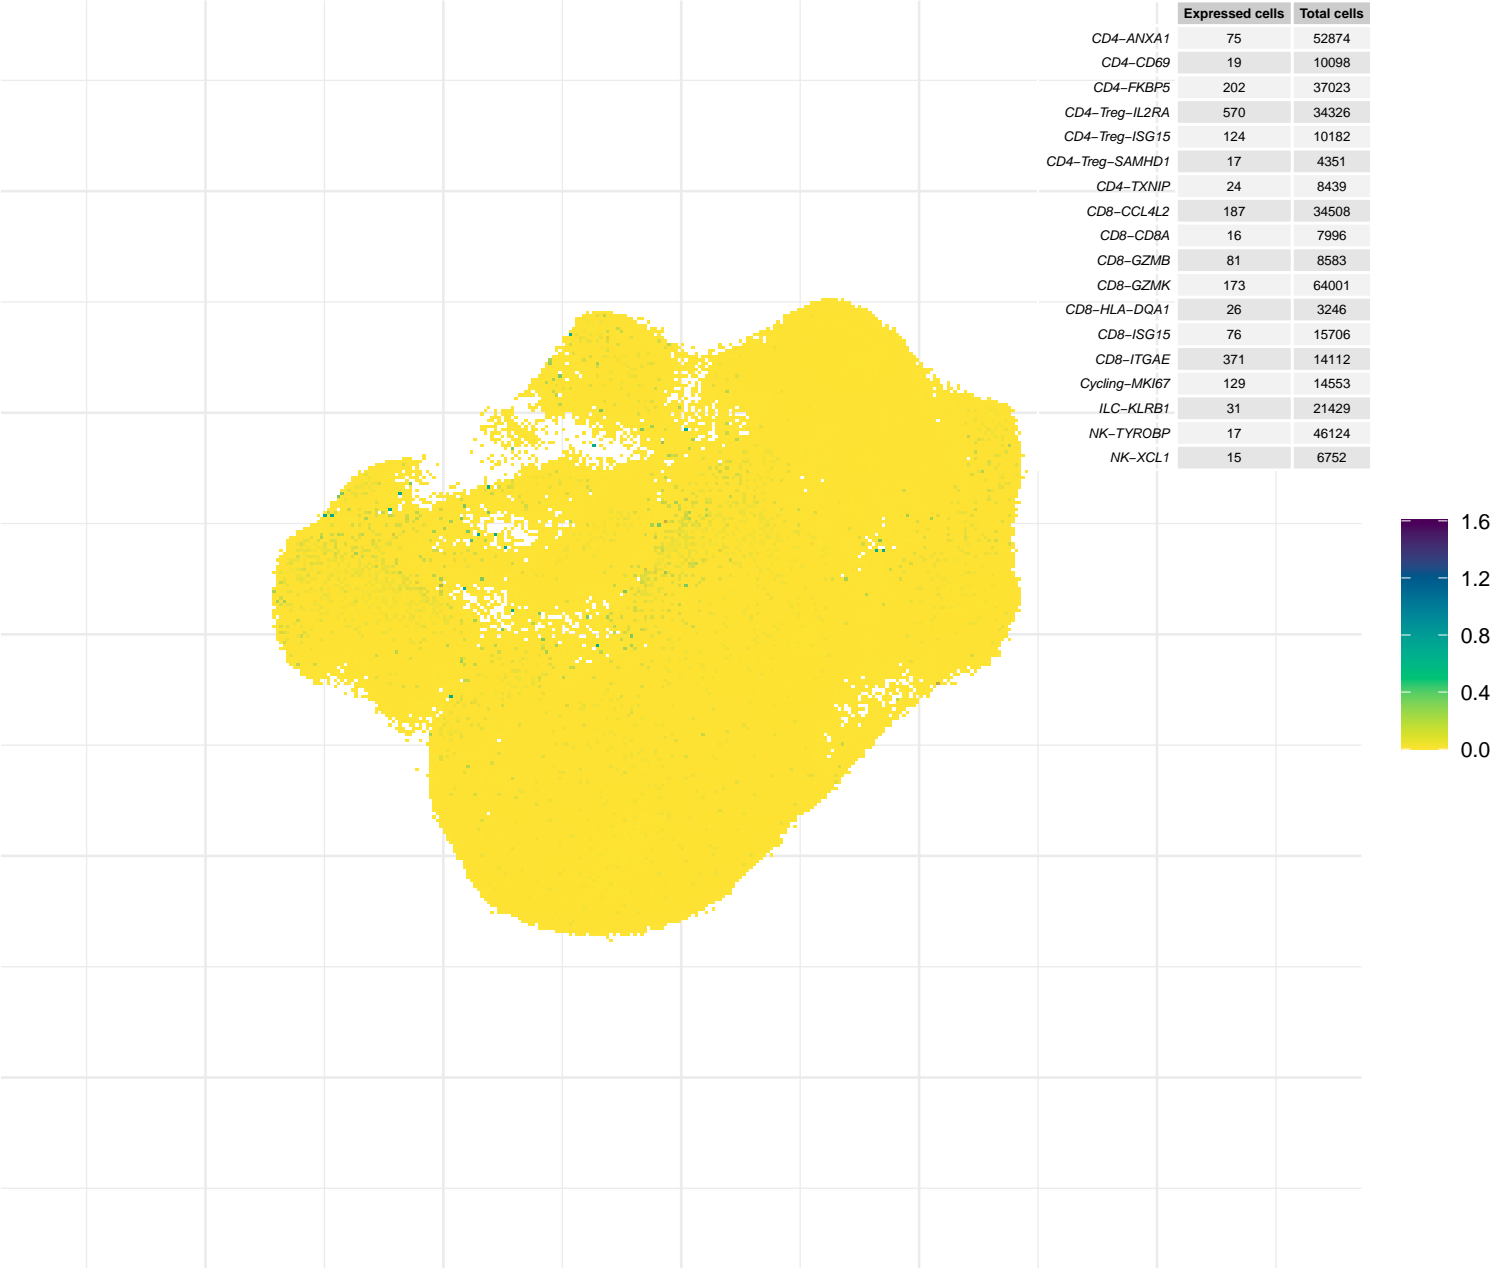 Expressed cells Total cells
CD4−ANXA1 75 52874
CD4−CD69 19 10098
CD4−FKBP5 202 37023
CD4−Treg−IL2RA 570 34326
CD4−Treg−ISG15 124 10182
CD4−Treg−SAMHD1 17 4351
CD4−TXNIP 24 8439
CD8−CCL4L2 187 34508
CD8−CD8A 16 7996
CD8−GZMB 81 8583
CD8−GZMK 173 64001
CD8−HLA−DQA1 26 3246
CD8−ISG15 76 15706
CD8−ITGAE 371 14112
Cycling−MKI67 129 14553
ILC−KLRB1 31 21429
NK−TYROBP 17 46124
NK−XCL1 15 6752
1.6
1.2
0.8
0.4
0.0